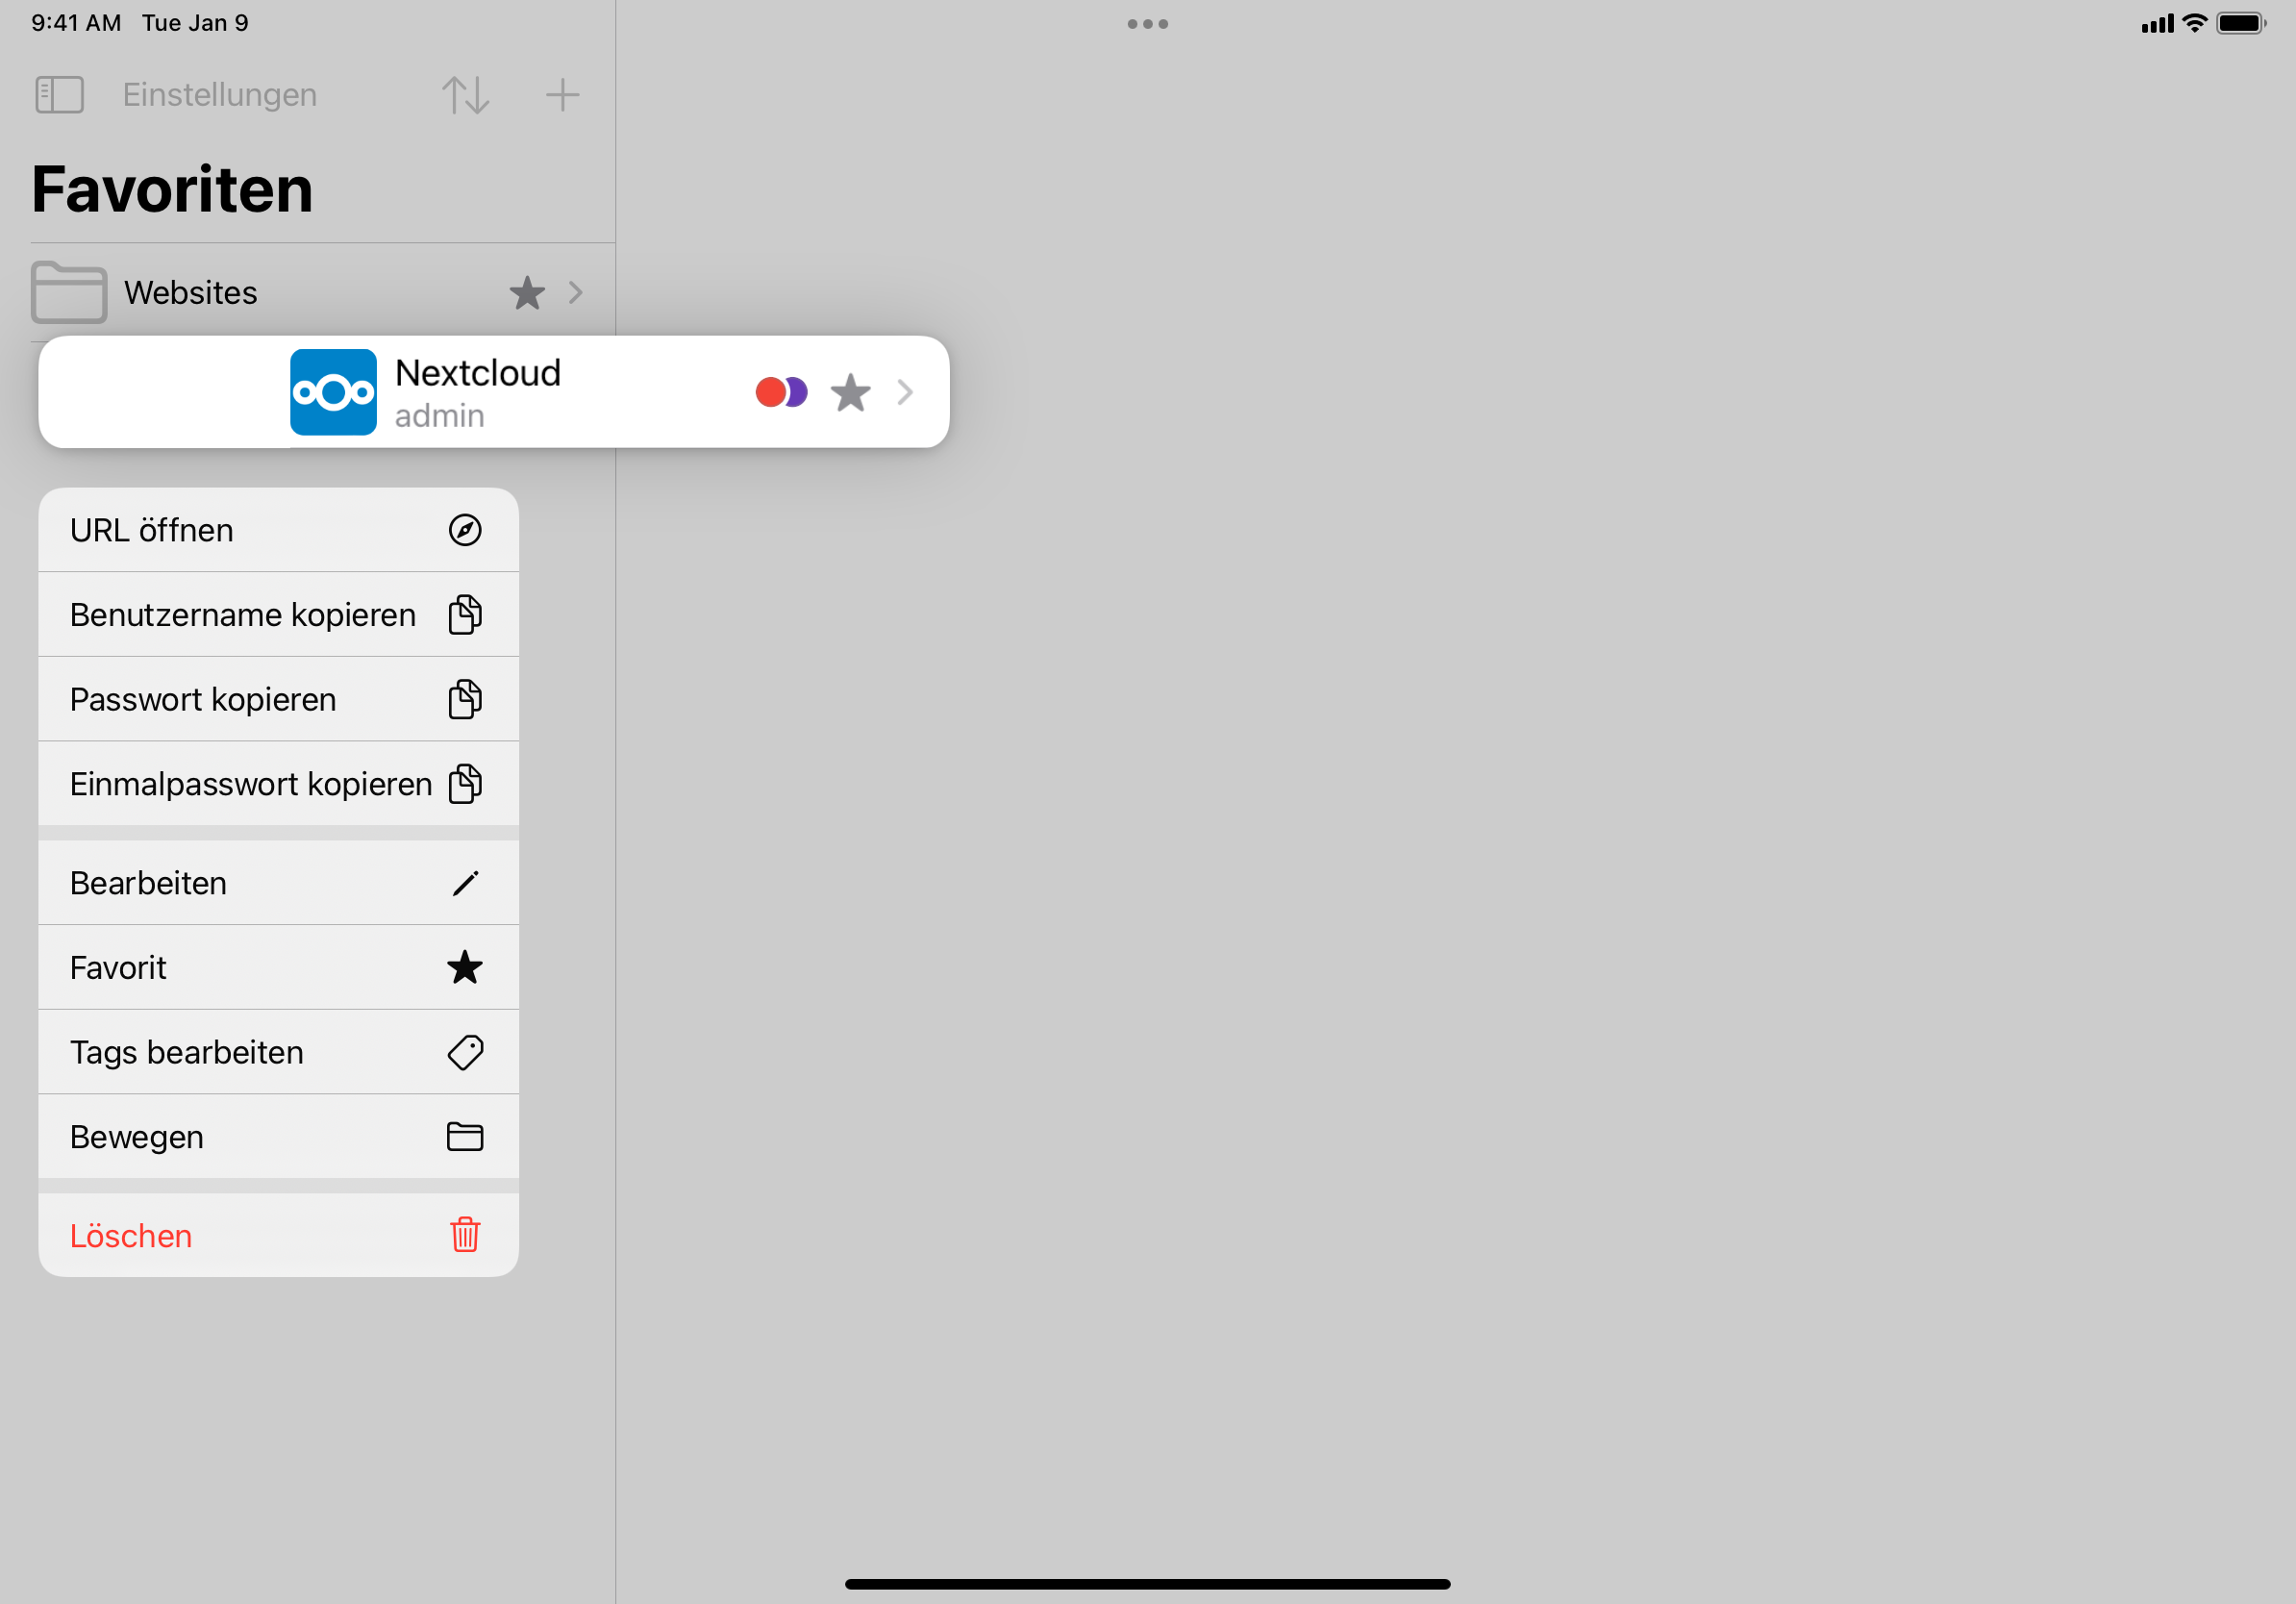 9:41 AM Tue Jan 9
Einstellungen
Favoriten
Websites
Nextcloud
admin
URL öffnen
Benutzername kopieren
Passwort kopieren
Einmalpasswort kopieren
Bearbeiten
Favorit
Tags bearbeiten
Bewegen
Löschen